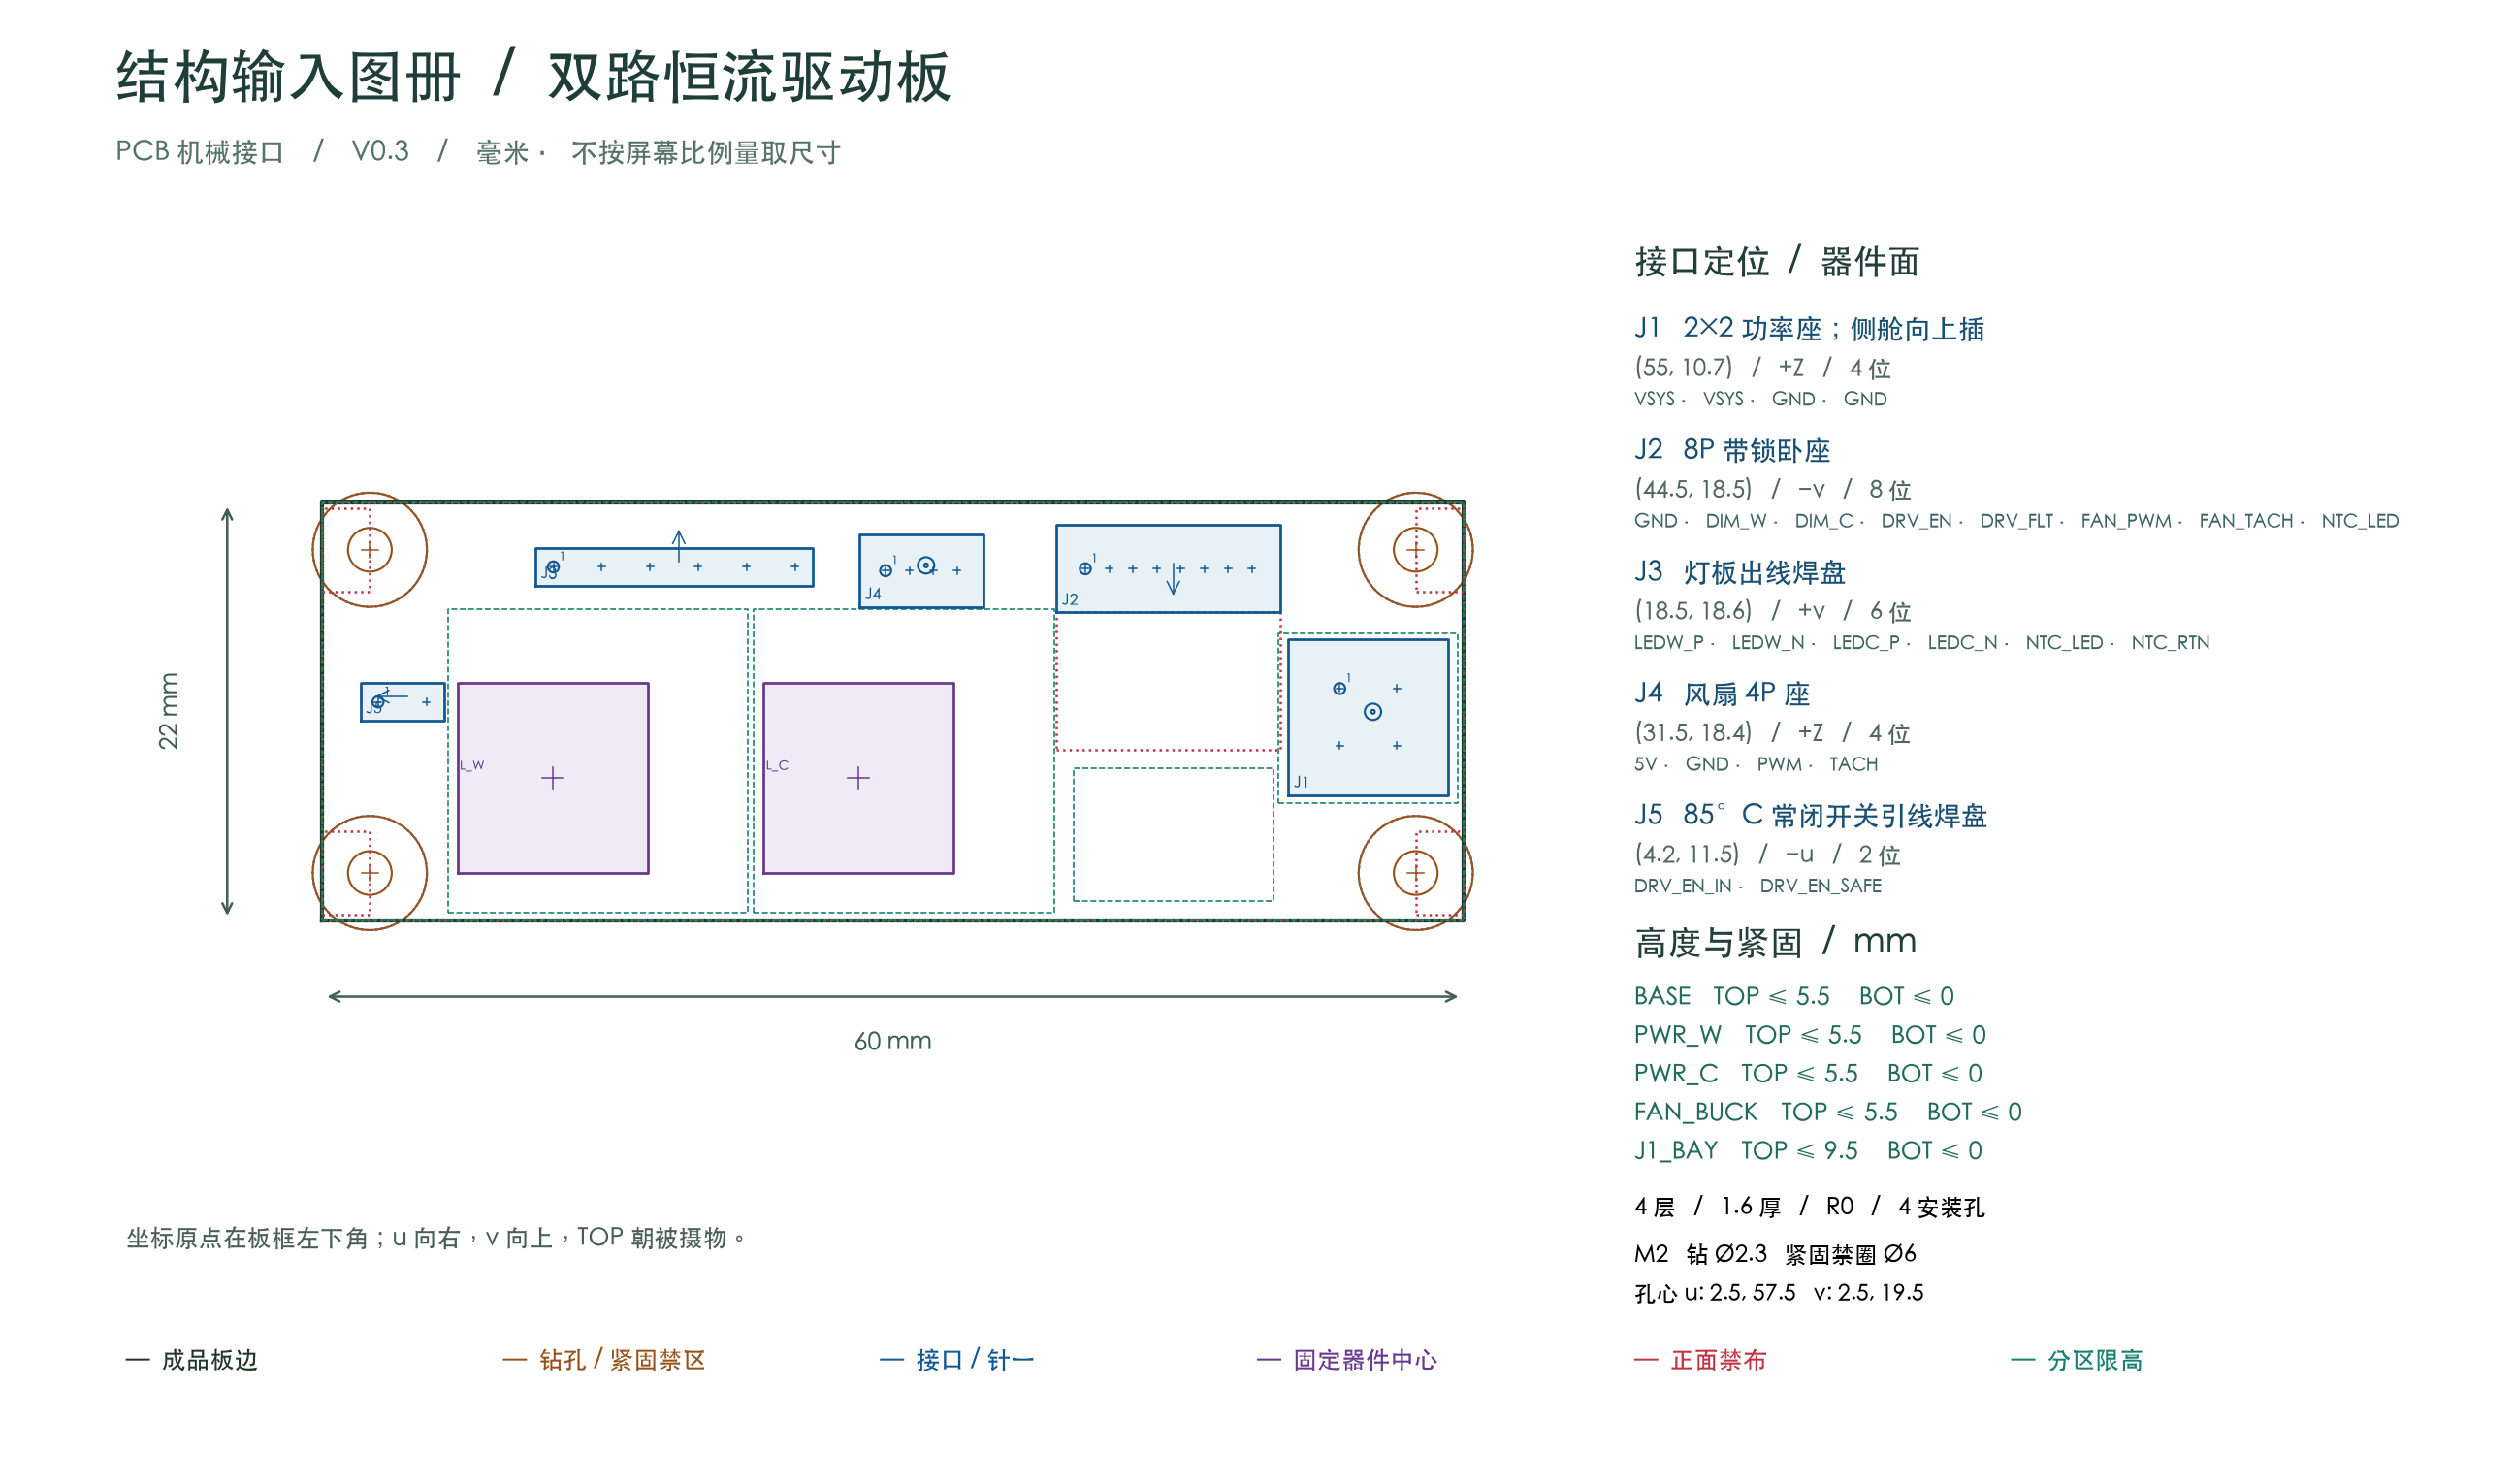 结构输入图册 / 双路恒流驱动板
PCB 机械接口 / V0.3 / 毫米 · 不按屏幕比例量取尺寸
接口定位 / 器件面
J1 2×2 功率座；侧舱向上插
(55, 10.7) / +Z / 4 位
VSYS · VSYS · GND · GND
J2 8P 带锁卧座
(44.5, 18.5) / −v / 8 位
GND · DIM_W · DIM_C · DRV_EN · DRV_FLT · FAN_PWM · FAN_TACH · NTC_LED
J3 灯板出线焊盘
(18.5, 18.6) / +v / 6 位
LEDW_P · LEDW_N · LEDC_P · LEDC_N · NTC_LED · NTC_RTN
J4 风扇 4P 座
(31.5, 18.4) / +Z / 4 位
5V · GND · PWM · TACH
J5 85°C 常闭开关引线焊盘
(4.2, 11.5) / −u / 2 位
DRV_EN_IN · DRV_EN_SAFE
高度与紧固 / mm
BASE TOP ≤ 5.5 BOT ≤ 0
PWR_W TOP ≤ 5.5 BOT ≤ 0
PWR_C TOP ≤ 5.5 BOT ≤ 0
FAN_BUCK TOP ≤ 5.5 BOT ≤ 0
J1_BAY TOP ≤ 9.5 BOT ≤ 0
4 层 / 1.6 厚 / R0 / 4 安装孔
M2 钻 Ø2.3 紧固禁圈 Ø6
孔心 u: 2.5, 57.5 v: 2.5, 19.5
J3
1
J4
1
J2
1
J5
1
L_W
L_C
J1
1
22 mm
60 mm
坐标原点在板框左下角；u 向右，v 向上，TOP 朝被摄物。
成品板边
钻孔 / 紧固禁区
接口 / 针一
固定器件中心
正面禁布
分区限高